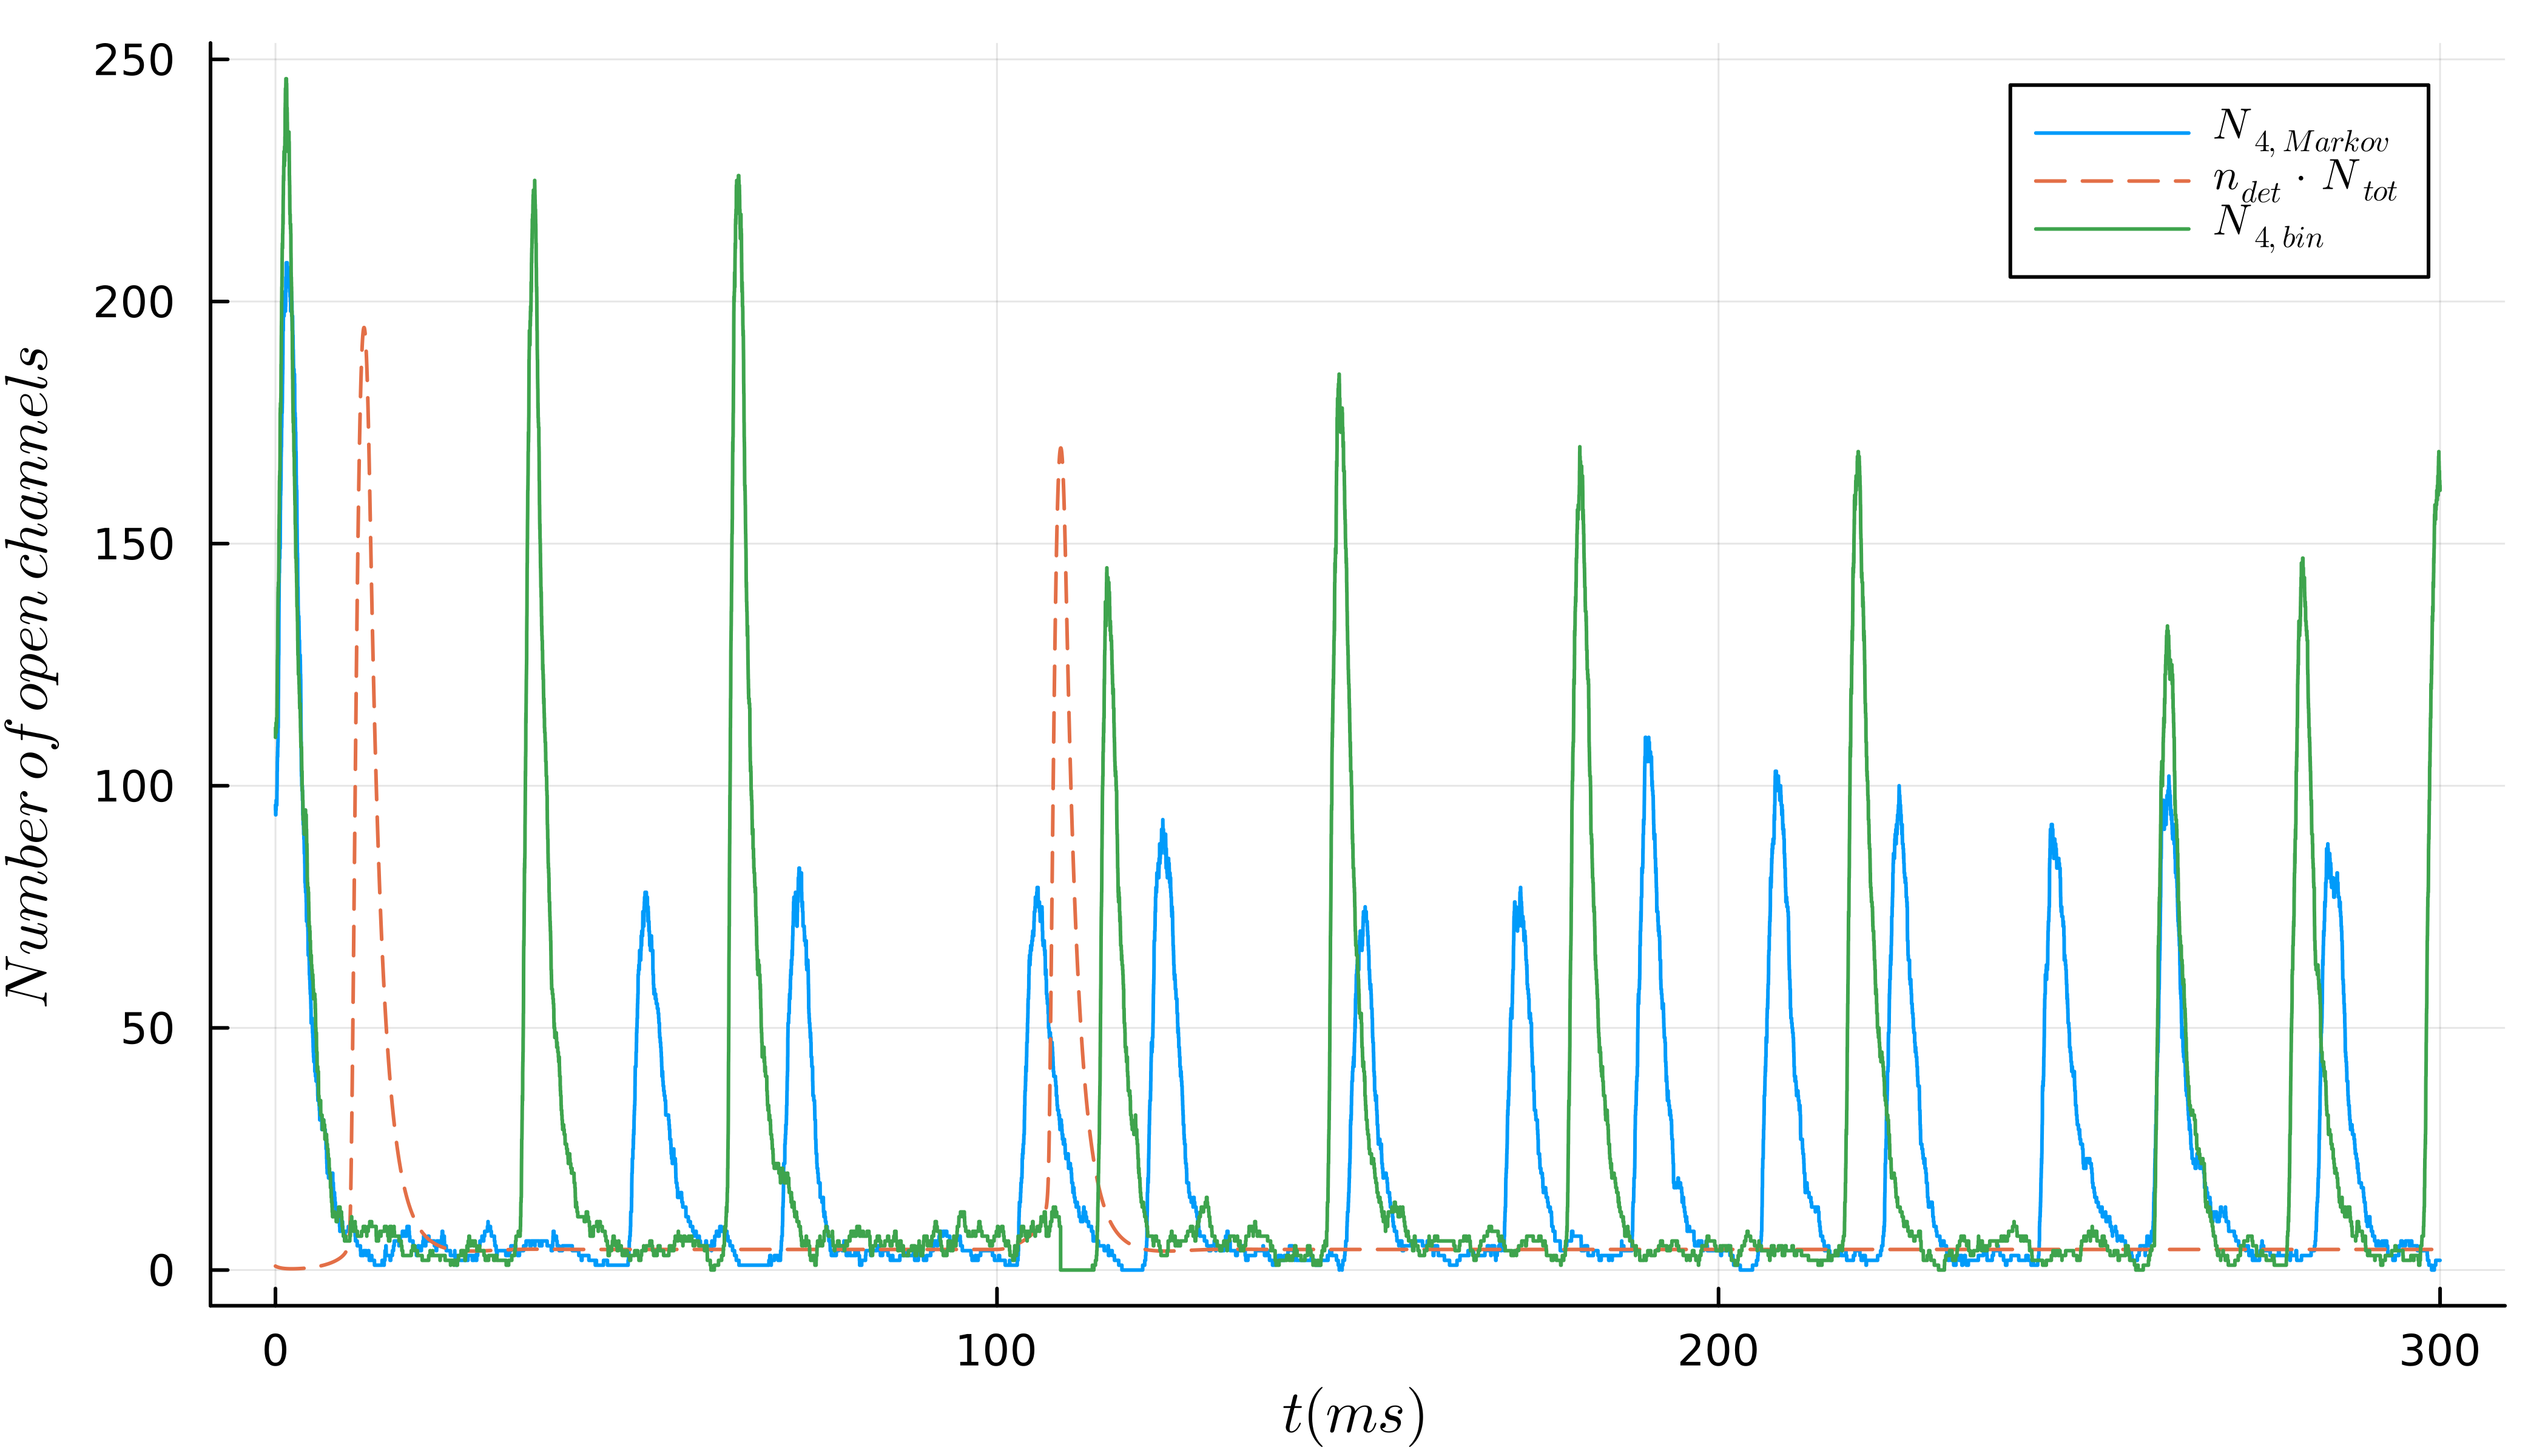 250
200
150
100
50
0
Number of open channels
0 100 200 300
t(ms)
N4, Markov
ndet · Ntot
N4, bin